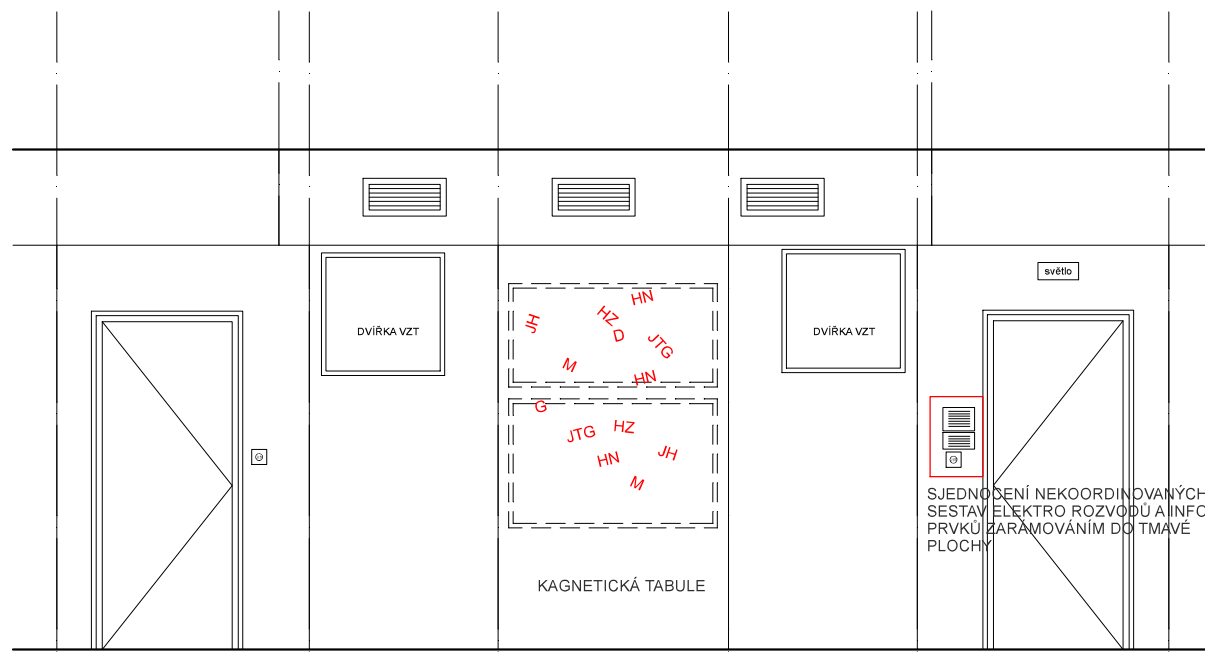 světlo
DVÍŘKA VZT
DVÍŘKA VZT
HN
JH
HZ
D
JTG
M
HN
G
JTG
HZ
HN
JH
M
SJEDNOCENÍ NEKOORDINOVANÝCH
SESTAV ELEKTRO ROZVODŮ A INFO
PRVKŮ ZARÁMOVÁNÍM DO TMAVÉ
PLOCHY
KAGNETICKÁ TABULE